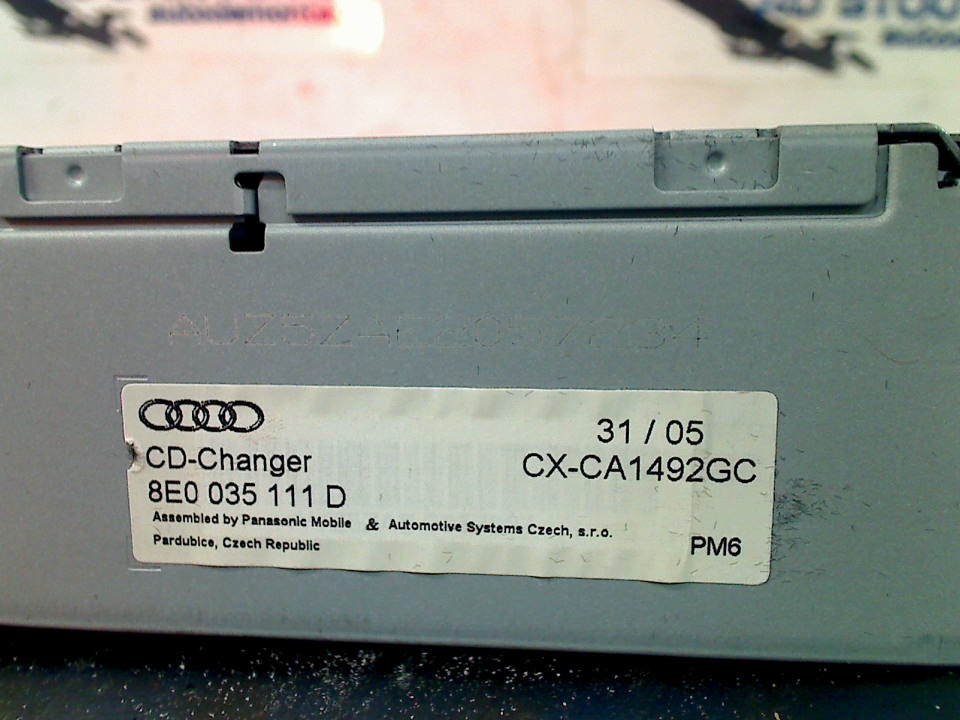 autodemontage
CD-Changer
8E0 035 111 D
31 / 05
CX-CA1492GC
Assembled by Panasonic Mobile & Automotive Systems Czech, s.r.o.
Pardubice, Czech Republic
PM6